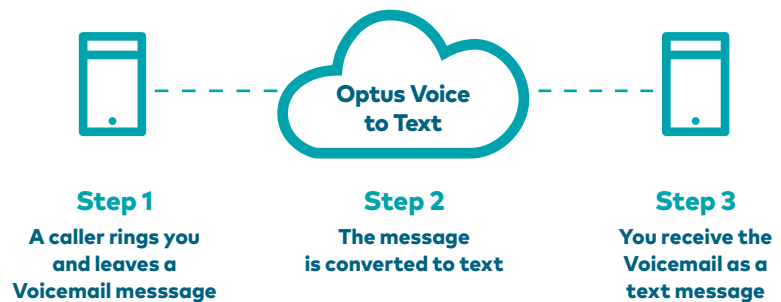 Optus Voice
to Text
Step 1
A caller rings you
and leaves a
Voicemail messsage
Step 2
The message
is converted to text
Step 3
You receive the
Voicemail as a
text message